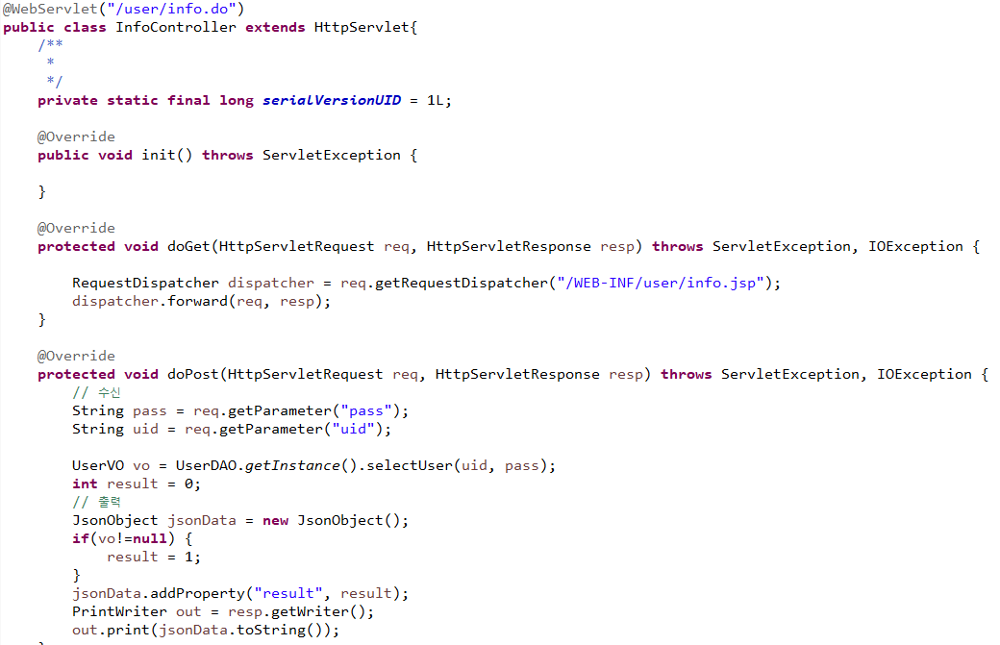 @WebServlet("/user/info.do")
public class InfoController extends HttpServlet{
    /**
     *
     */
    private static final long serialVersionUID = 1L;
    @Override
    public void init() throws ServletException {
    }
    @Override
    protected void doGet(HttpServletRequest req, HttpServletResponse resp) throws ServletException, IOException {
        RequestDispatcher dispatcher = req.getRequestDispatcher("/WEB-INF/user/info.jsp");
        dispatcher.forward(req, resp);
    }
    @Override
    protected void doPost(HttpServletRequest req, HttpServletResponse resp) throws ServletException, IOException {
        // 수신
        String pass = req.getParameter("pass");
        String uid = req.getParameter("uid");
        UserVO vo = UserDAO.getInstance().selectUser(uid, pass);
        int result = 0;
        // 출력
        JsonObject jsonData = new JsonObject();
        if(vo!=null) {
            result = 1;
        }
        jsonData.addProperty("result", result);
        PrintWriter out = resp.getWriter();
        out.print(jsonData.toString());